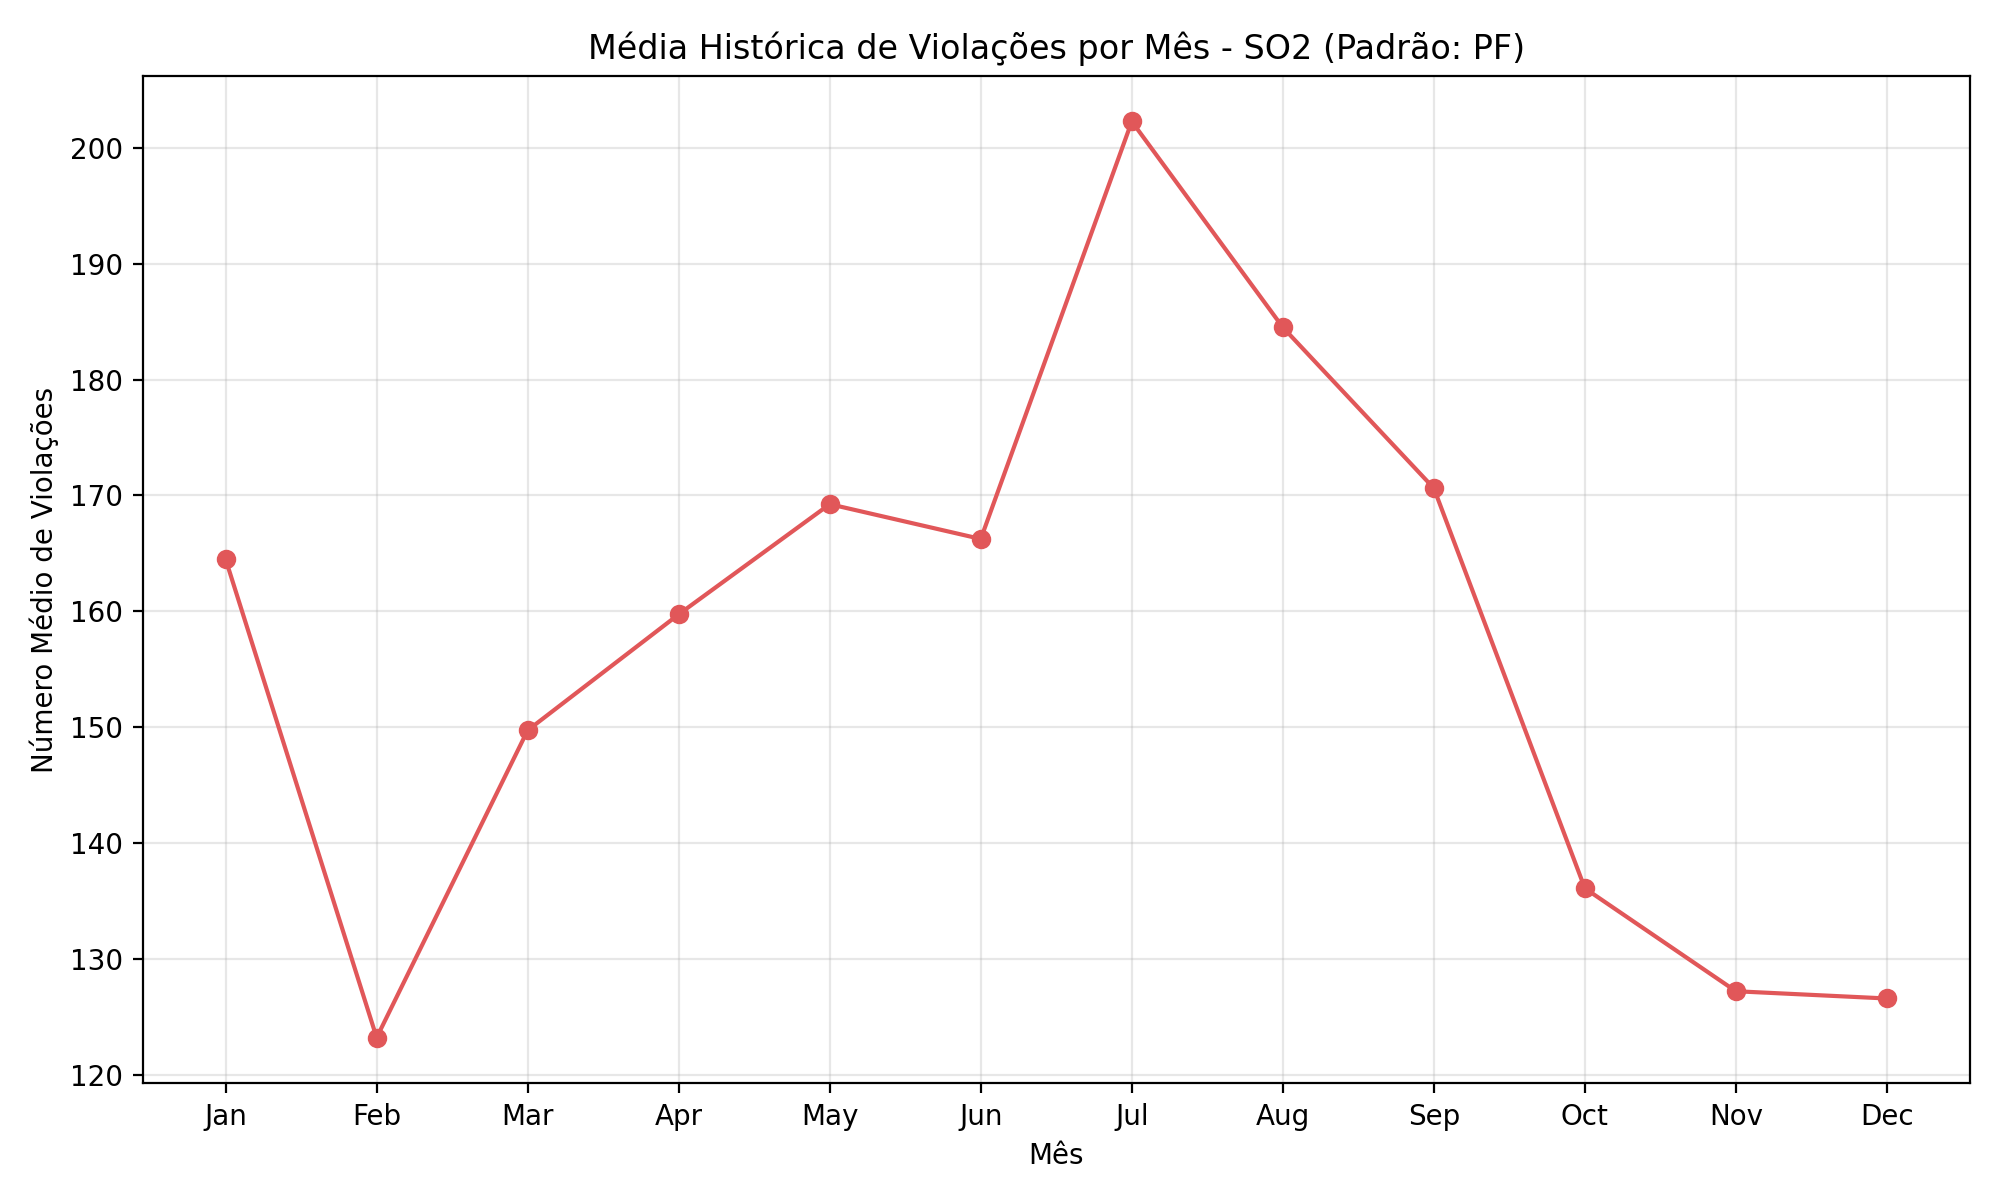 Média Histórica de Violações por Mês - SO2 (Padrão: PF)
Número Médio de Violações
200
190
180
170
160
150
140
130
120
Jan Feb Mar Apr May Jun Jul Aug Sep Oct Nov Dec
Mês